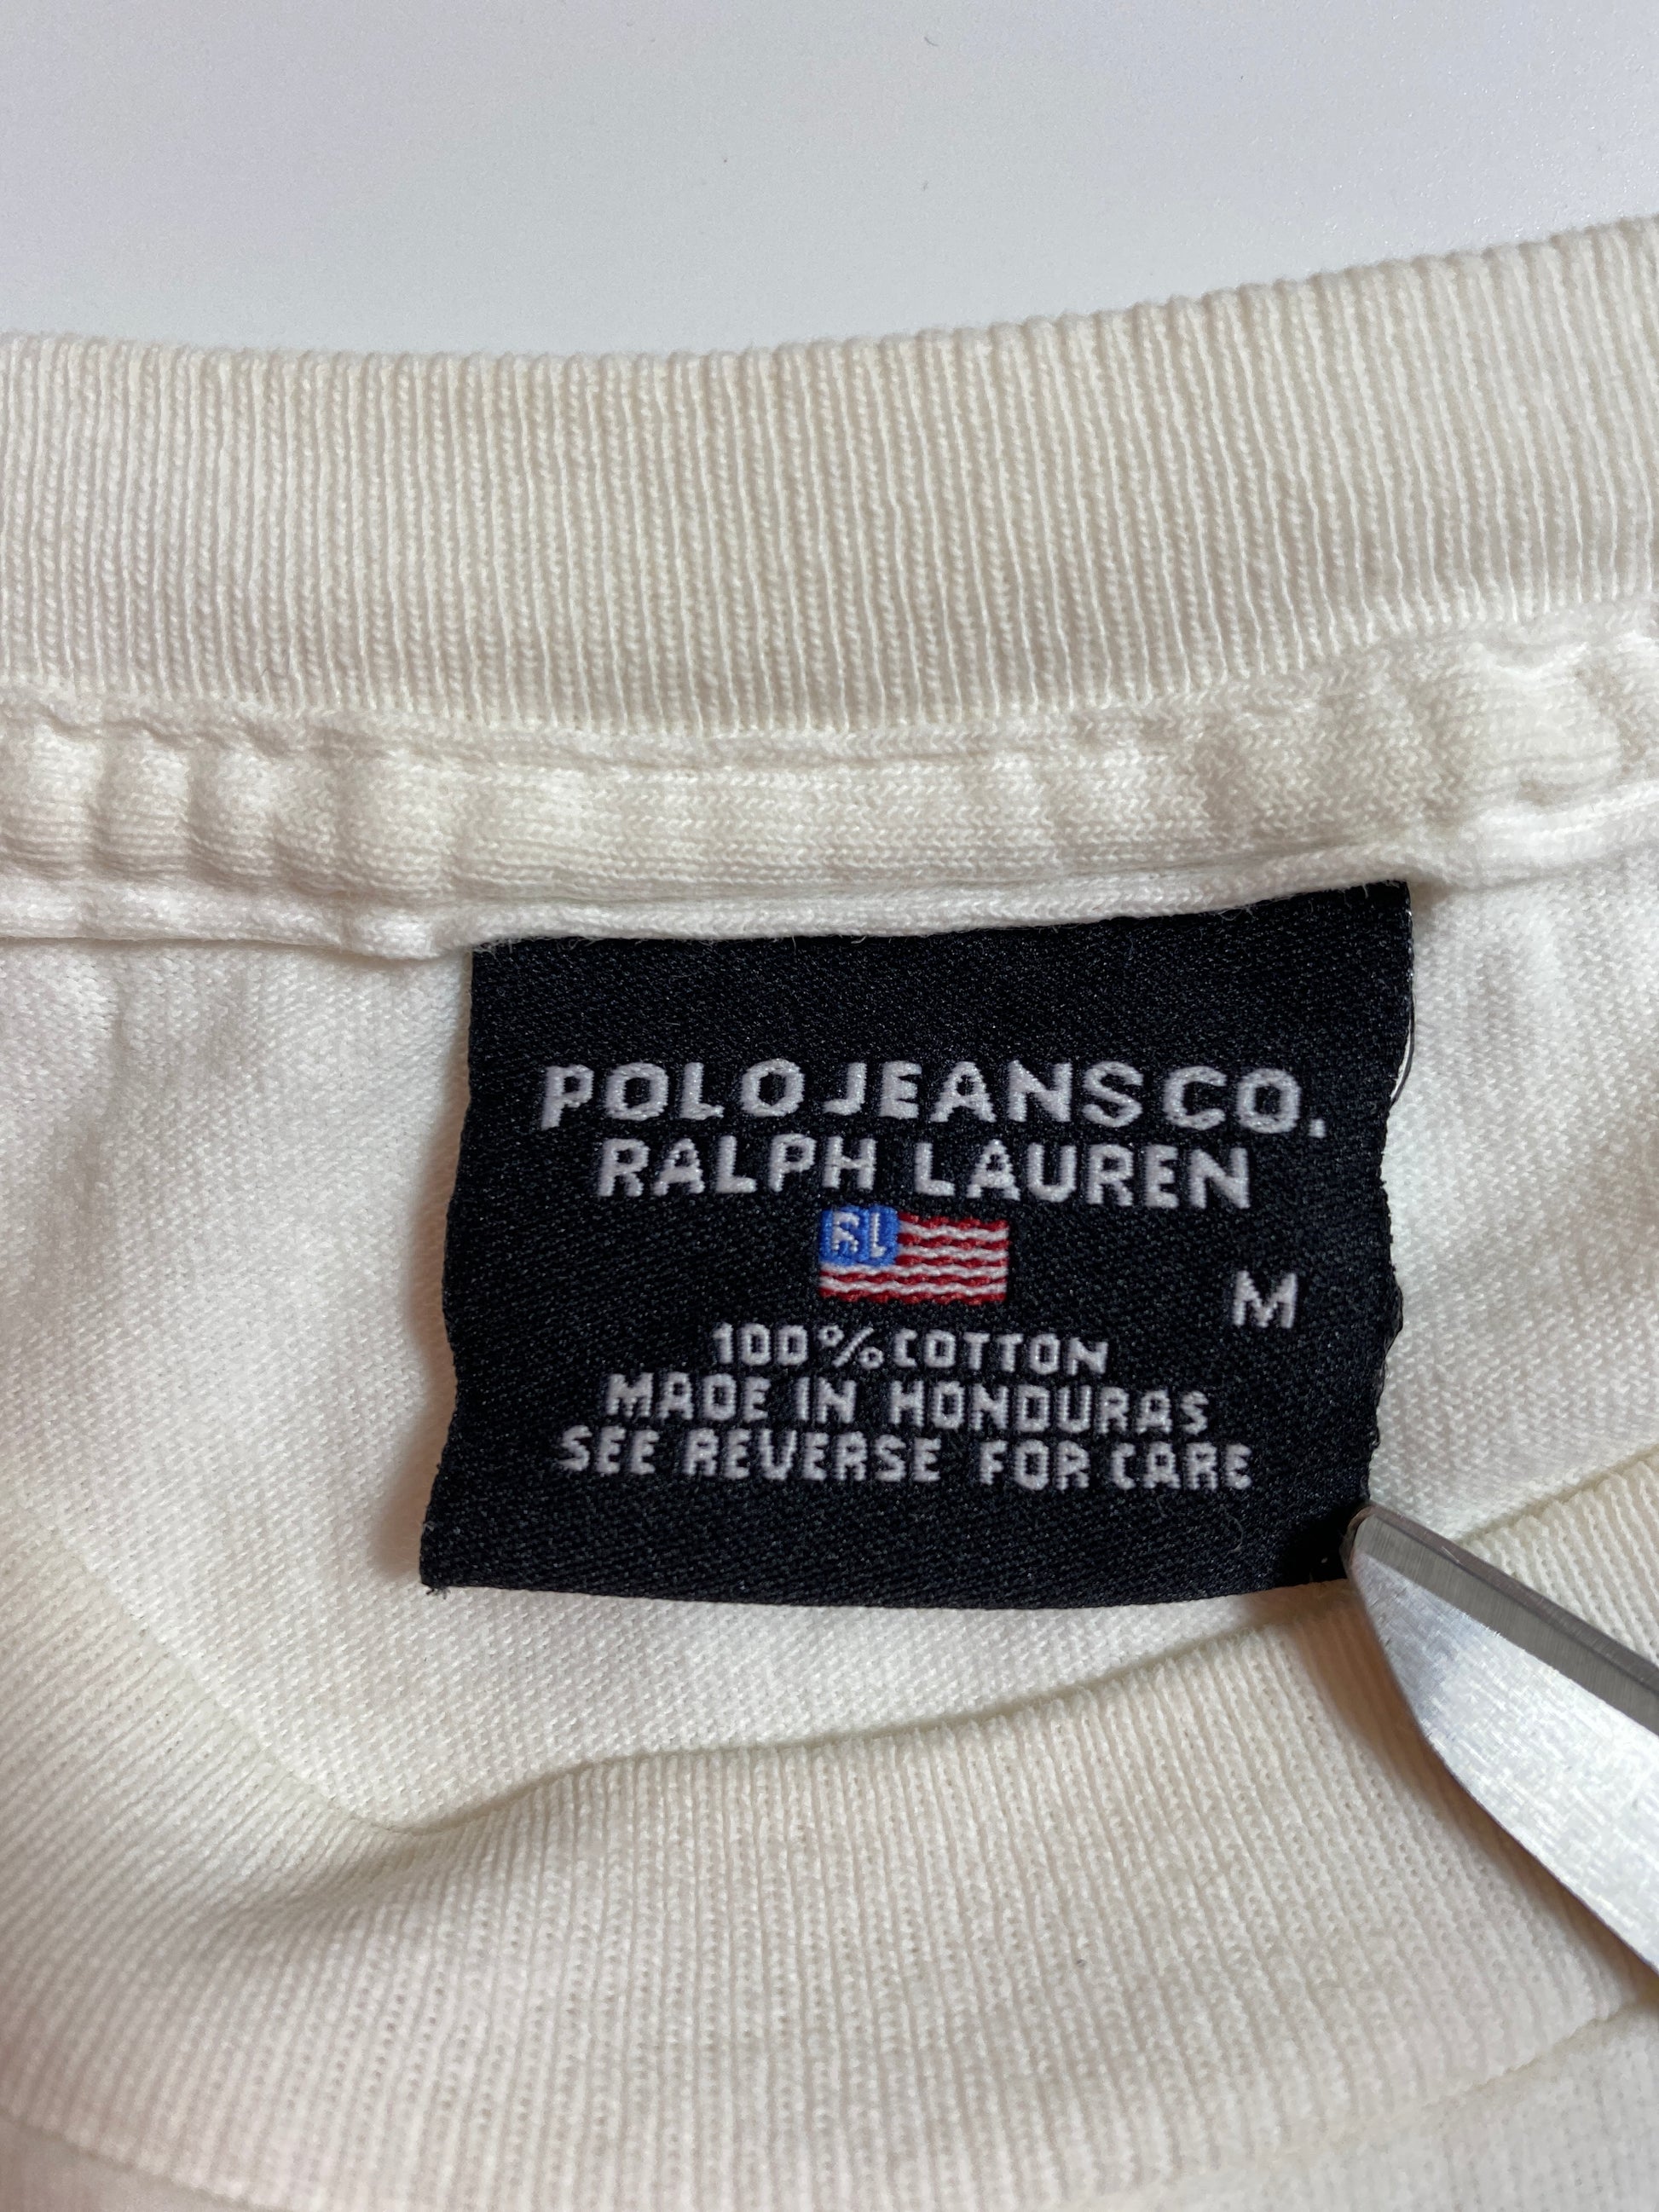 POLO JEANS CO.
RALPH LAUREN
RL
M
100% COTTON
MADE IN HONDURAS
SEE REVERSE FOR CARE